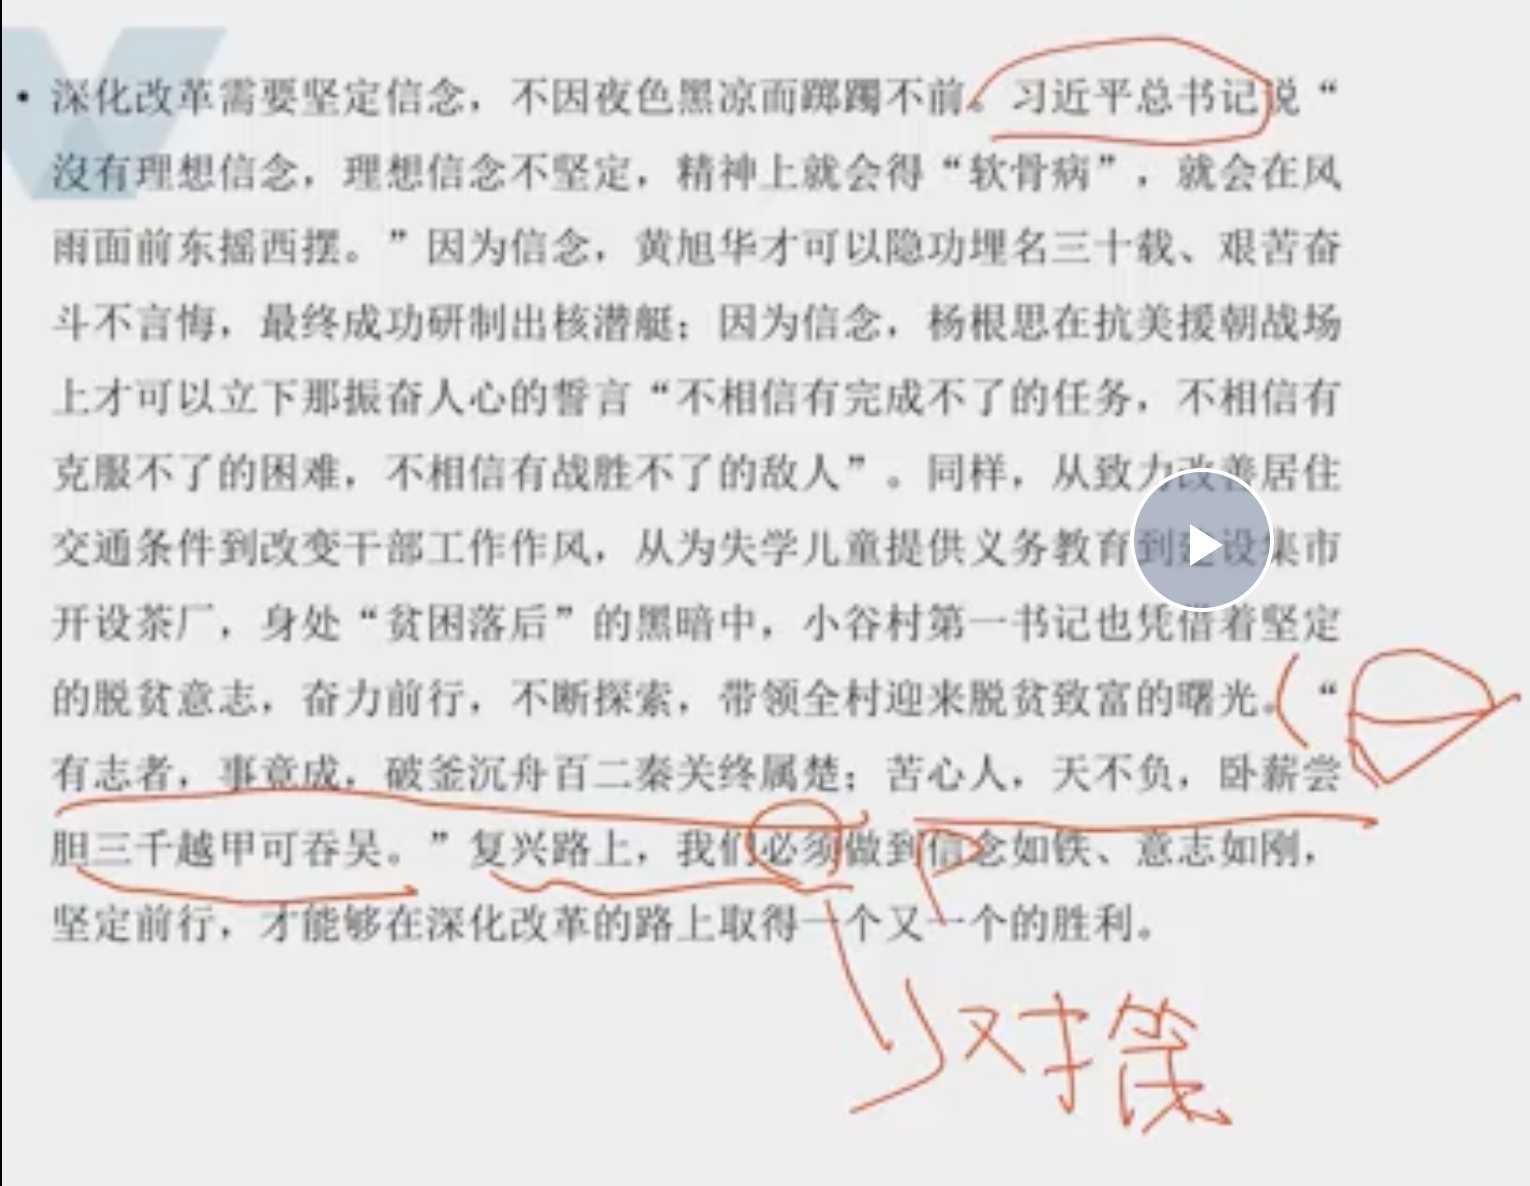 • 深化改革需要坚定信念，不因夜色黑凉而踯躅不前。习近平总书记说“
没有理想信念，理想信念不坚定，精神上就会得“软骨病”，就会在风
雨面前东摇西摆。”因为信念，黄旭华才可以隐功埋名三十载、艰苦奋
斗不言悔，最终成功研制出核潜艇；因为信念，杨根思在抗美援朝战场
上才可以立下那振奋人心的誓言“不相信有完成不了的任务，不相信有
克服不了的困难，不相信有战胜不了的敌人”。同样，从致力改善居住
交通条件到改变干部工作作风，从为失学儿童提供义务教育到建设集市
开设茶厂，身处“贫困落后”的黑暗中，小谷村第一书记也凭借着坚定
的脱贫意志，奋力前行，不断探索，带领全村迎来脱贫致富的曙光。“
有志者，事竟成，破釜沉舟百二秦关终属楚；苦心人，天不负，卧薪尝
胆三千越甲可吞吴。”复兴路上，我们必须做到信念如铁、意志如刚，
坚定前行，才能够在深化改革的路上取得一个又一个的胜利。
对策